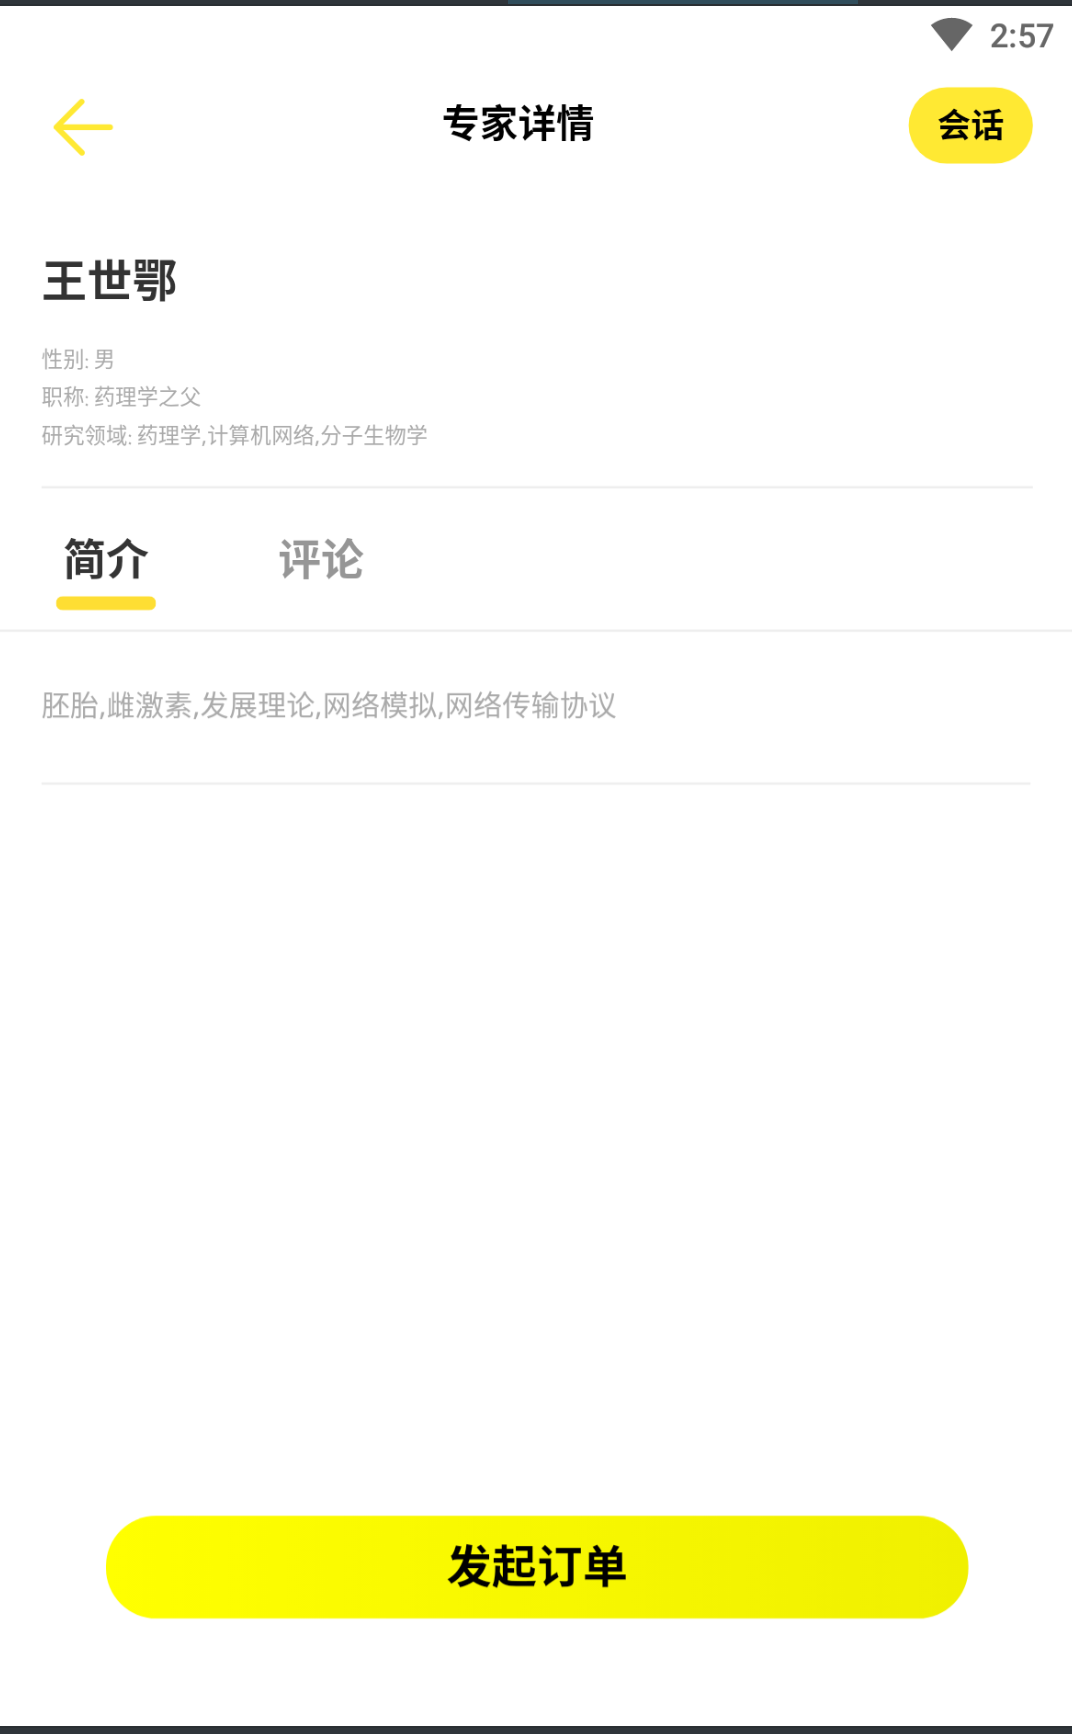 2:57
专家详情
会话
王世鄂
性别: 男
职称: 药理学之父
研究领域: 药理学,计算机网络,分子生物学
简介 评论
胚胎,雌激素,发展理论,网络模拟,网络传输协议
发起订单